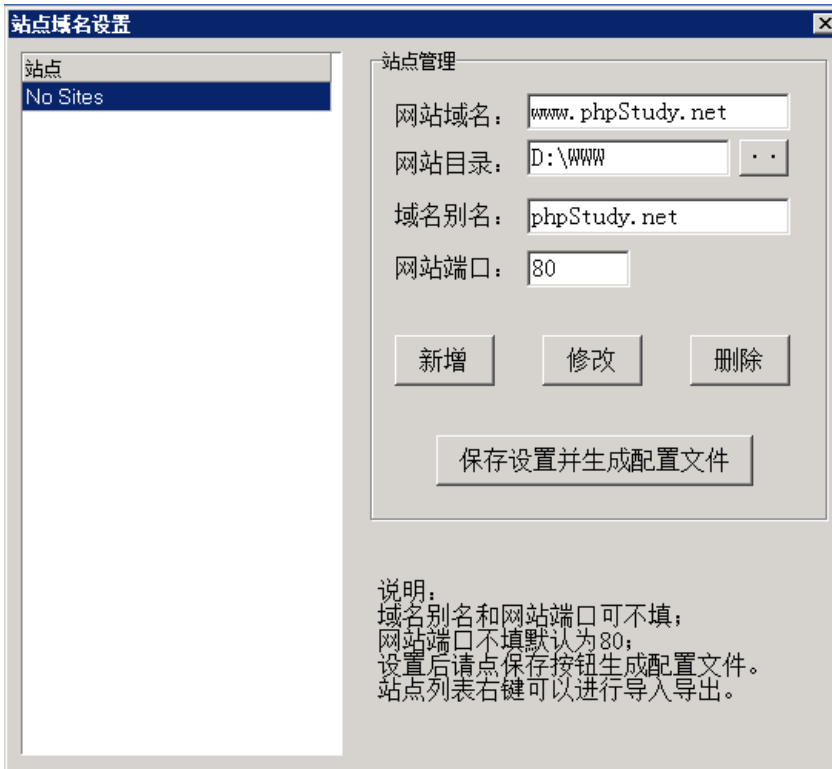 站点域名设置
站点
No Sites
站点管理
网站域名: www.phpStudy.net
网站目录: D:\WWW ..
域名别名: phpStudy.net
网站端口: 80
新增 修改 删除
保存设置并生成配置文件
说明:
域名别名和网站端口可不填;
网站端口不填默认为80;
设置后请点保存按钮生成配置文件。
站点列表右键可以进行导入导出。